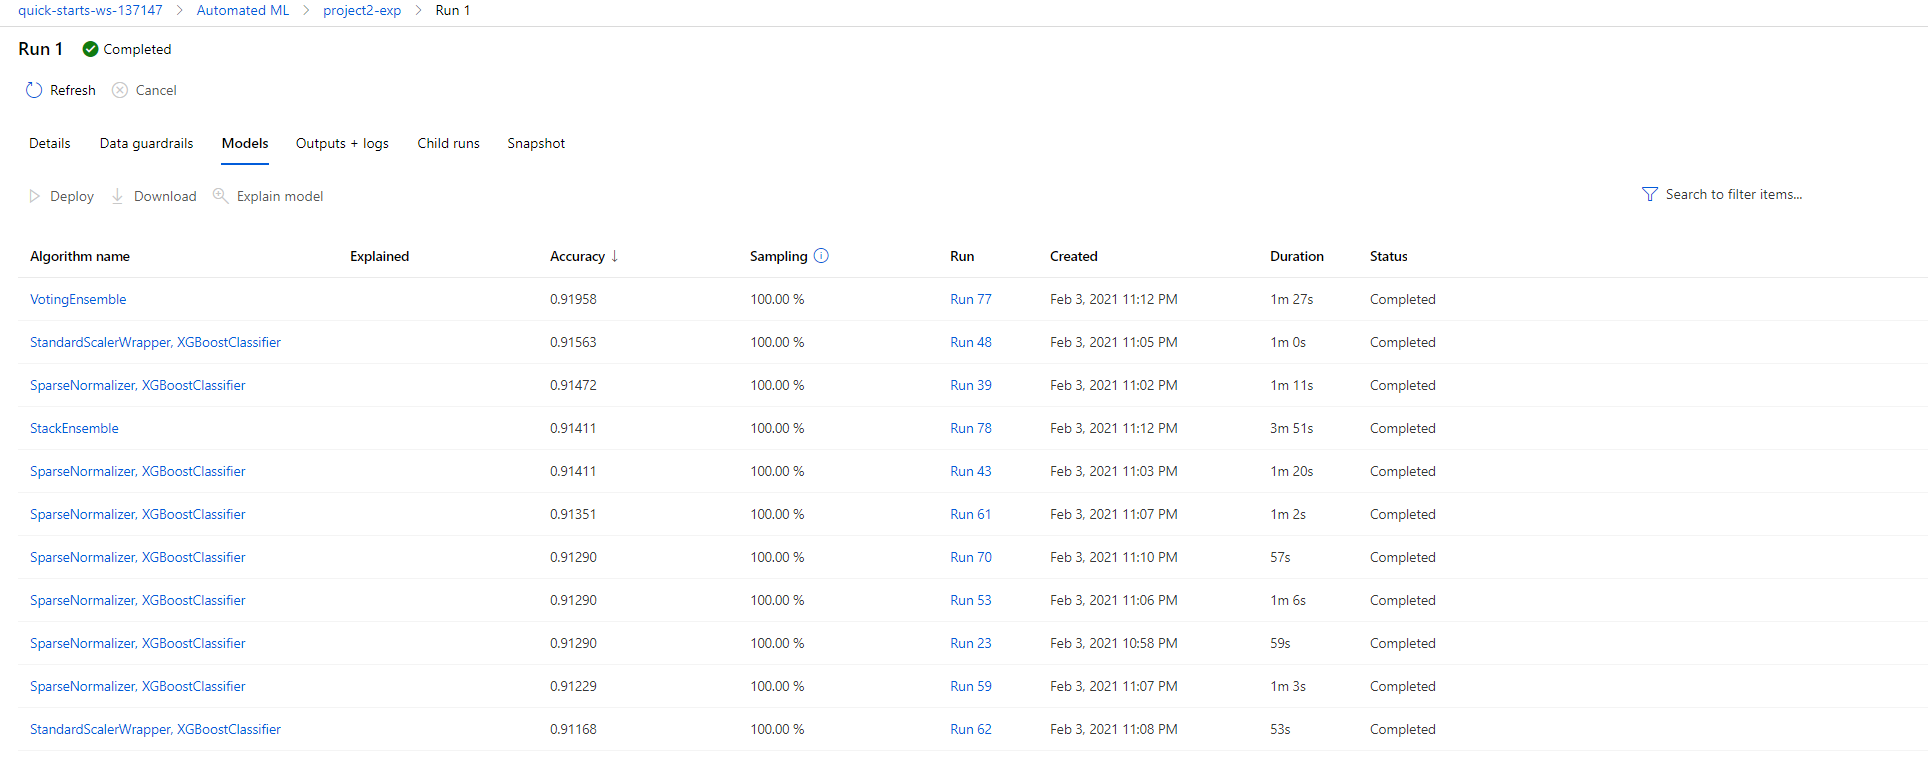 quick-starts-ws-137147 > Automated ML > project2-exp > Run 1
Run 1 Completed
Refresh Cancel
Details Data guardrails Models Outputs + logs Child runs Snapshot
Deploy Download Explain model Search to filter items...
Algorithm name Explained Accuracy ↓ Sampling Run Created Duration Status
VotingEnsemble 0.91958 100.00 % Run 77 Feb 3, 2021 11:12 PM 1m 27s Completed
StandardScalerWrapper, XGBoostClassifier 0.91563 100.00 % Run 48 Feb 3, 2021 11:05 PM 1m 0s Completed
SparseNormalizer, XGBoostClassifier 0.91472 100.00 % Run 39 Feb 3, 2021 11:02 PM 1m 11s Completed
StackEnsemble 0.91411 100.00 % Run 78 Feb 3, 2021 11:12 PM 3m 51s Completed
SparseNormalizer, XGBoostClassifier 0.91411 100.00 % Run 43 Feb 3, 2021 11:03 PM 1m 20s Completed
SparseNormalizer, XGBoostClassifier 0.91351 100.00 % Run 61 Feb 3, 2021 11:07 PM 1m 2s Completed
SparseNormalizer, XGBoostClassifier 0.91290 100.00 % Run 70 Feb 3, 2021 11:10 PM 57s Completed
SparseNormalizer, XGBoostClassifier 0.91290 100.00 % Run 53 Feb 3, 2021 11:06 PM 1m 6s Completed
SparseNormalizer, XGBoostClassifier 0.91290 100.00 % Run 23 Feb 3, 2021 10:58 PM 59s Completed
SparseNormalizer, XGBoostClassifier 0.91229 100.00 % Run 59 Feb 3, 2021 11:07 PM 1m 3s Completed
StandardScalerWrapper, XGBoostClassifier 0.91168 100.00 % Run 62 Feb 3, 2021 11:08 PM 53s Completed